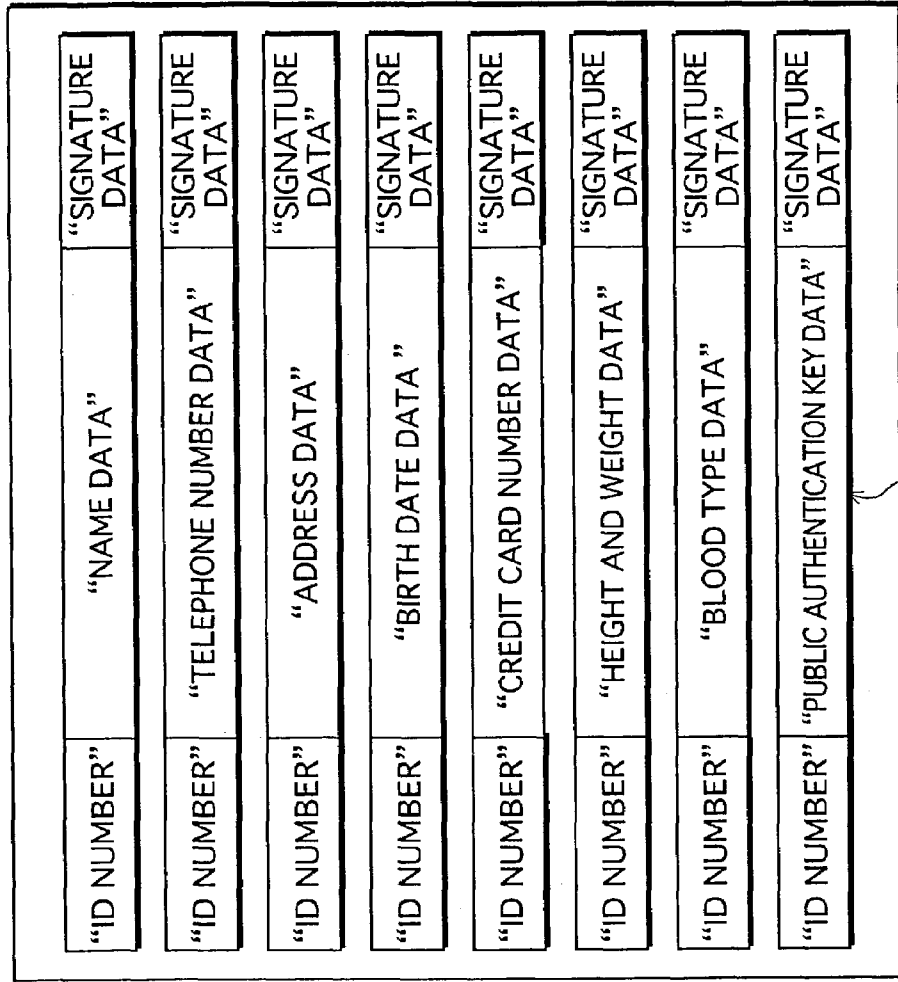 “ID NUMBER” “NAME DATA” “SIGNATURE
DATA”
“ID NUMBER” “TELEPHONE NUMBER DATA” “SIGNATURE
DATA”
“ID NUMBER” “ADDRESS DATA” “SIGNATURE
DATA”
“ID NUMBER” “BIRTH DATE DATA ” “SIGNATURE
DATA”
“ID NUMBER” “CREDIT CARD NUMBER DATA” “SIGNATURE
DATA”
“ID NUMBER” “HEIGHT AND WEIGHT DATA” “SIGNATURE
DATA”
“ID NUMBER” “BLOOD TYPE DATA” “SIGNATURE
DATA”
“ID NUMBER” “PUBLIC AUTHENTICATION KEY DATA” “SIGNATURE
DATA”